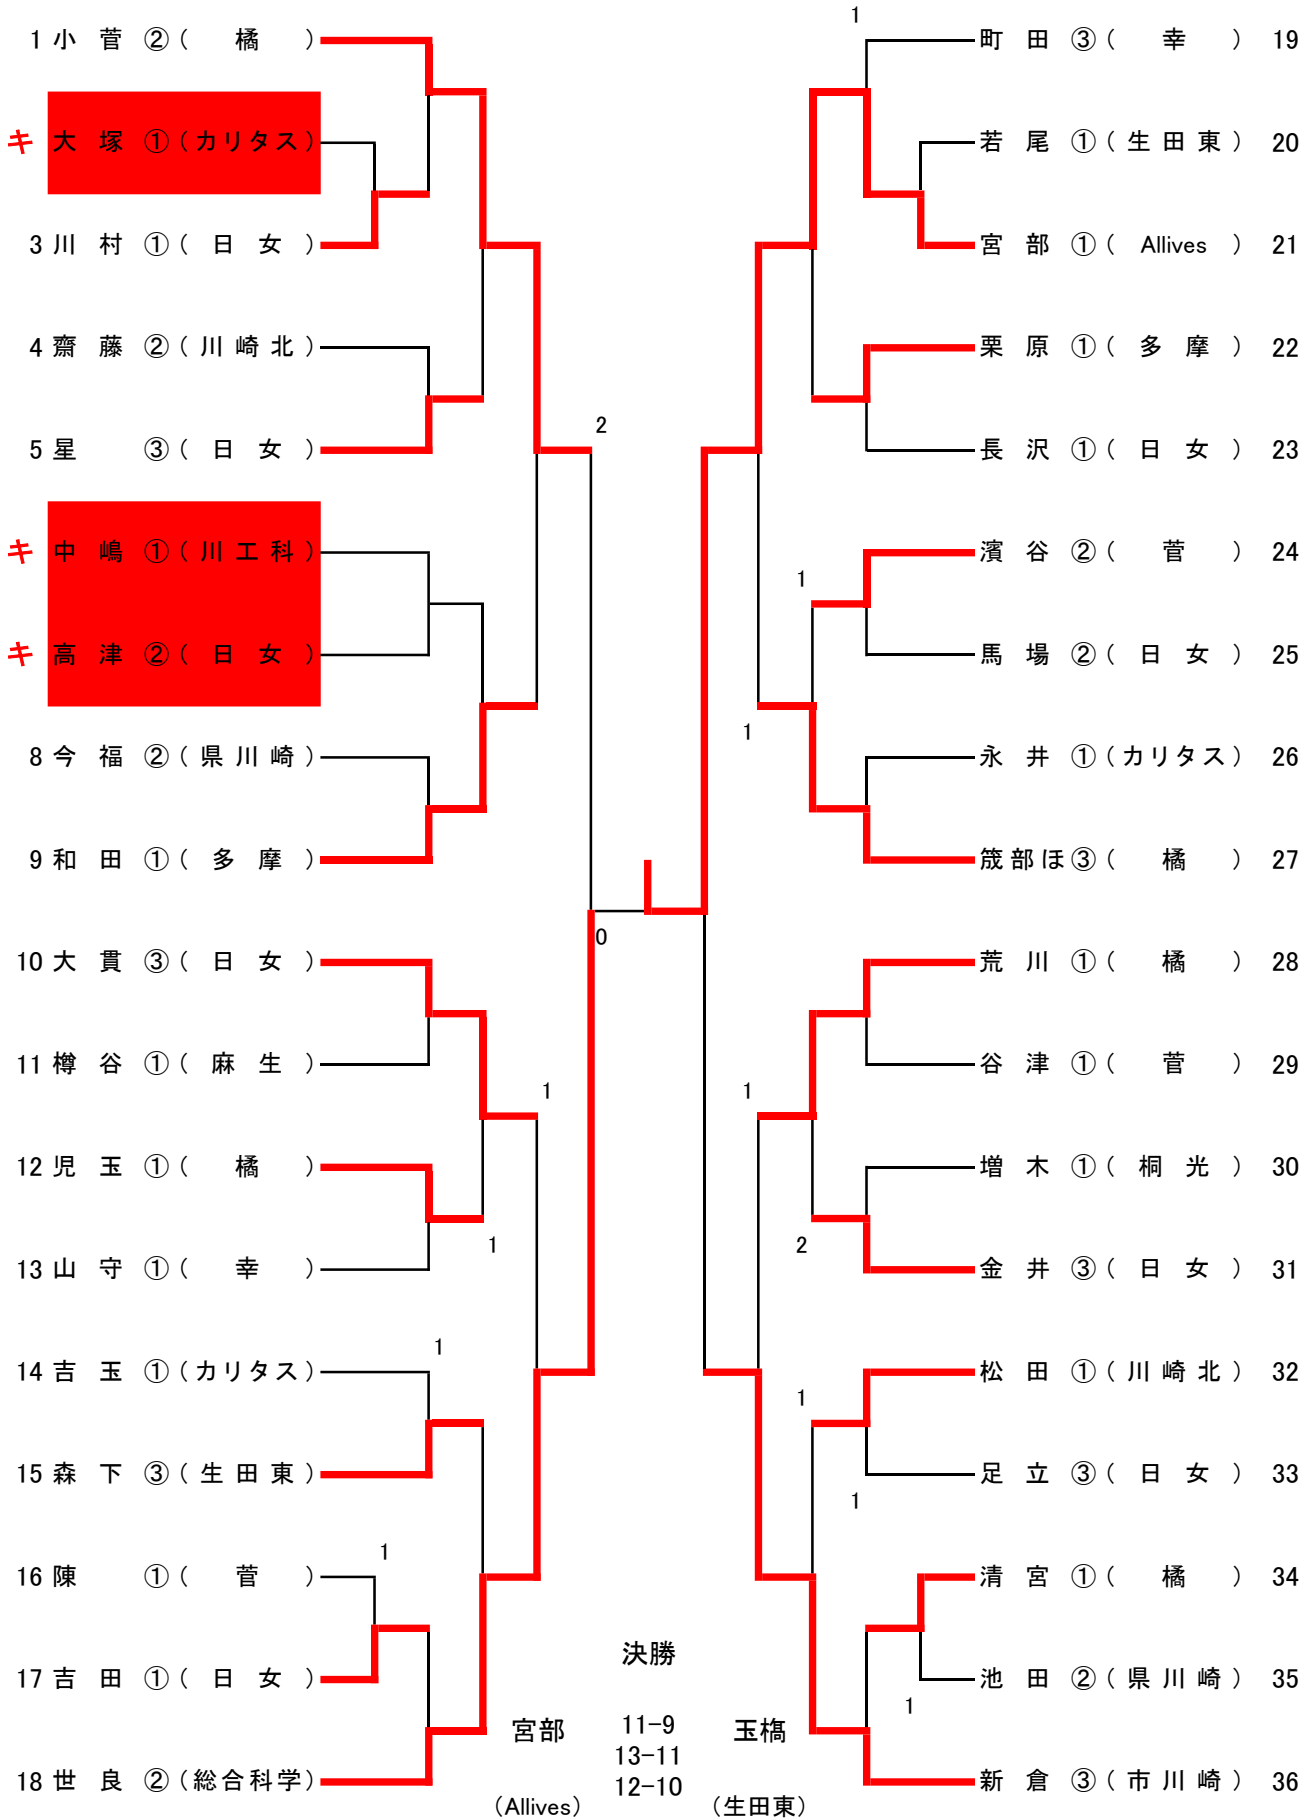 1 小 菅 ② ( 橘 )
キ 大 塚 ① (カリタス)
3 川 村 ① ( 日 女 )
4 齋 藤 ② ( 川 崎 北 )
5 星 ③ ( 日 女 )
キ 中 嶋 ① ( 川 工 科 )
キ 高 津 ② ( 日 女 )
8 今 福 ② ( 県 川 崎 )
9 和 田 ① ( 多 摩 )
10 大 貫 ③ ( 日 女 )
11 樽 谷 ① ( 麻 生 )
12 児 玉 ① ( 橘 )
13 山 守 ① ( 幸 )
14 吉 玉 ① (カリタス)
15 森 下 ③ ( 生 田 東 )
16 陳 ① ( 菅 )
17 吉 田 ① ( 日 女 )
18 世 良 ② (総合科学)
2
0
1
1
1
1
1
町 田 ③ ( 幸 ) 19
若 尾 ① ( 生 田 東 ) 20
宮 部 ① ( Allives ) 21
栗 原 ① ( 多 摩 ) 22
長 沢 ① ( 日 女 ) 23
濱 谷 ② ( 菅 ) 24
1
馬 場 ② ( 日 女 ) 25
1
永 井 ① (カリタス) 26
筬部ほ ③ ( 橘 ) 27
荒 川 ① ( 橘 ) 28
谷 津 ① ( 菅 ) 29
1
増 木 ① ( 桐 光 ) 30
2
金 井 ③ ( 日 女 ) 31
松 田 ① ( 川 崎 北 ) 32
1
足 立 ③ ( 日 女 ) 33
1
清 宮 ① ( 橘 ) 34
池 田 ② ( 県 川 崎 ) 35
1
新 倉 ③ ( 市 川 崎 ) 36
決勝
宮部 11-9 玉槗
13-11
12-10
(Allives) (生田東)